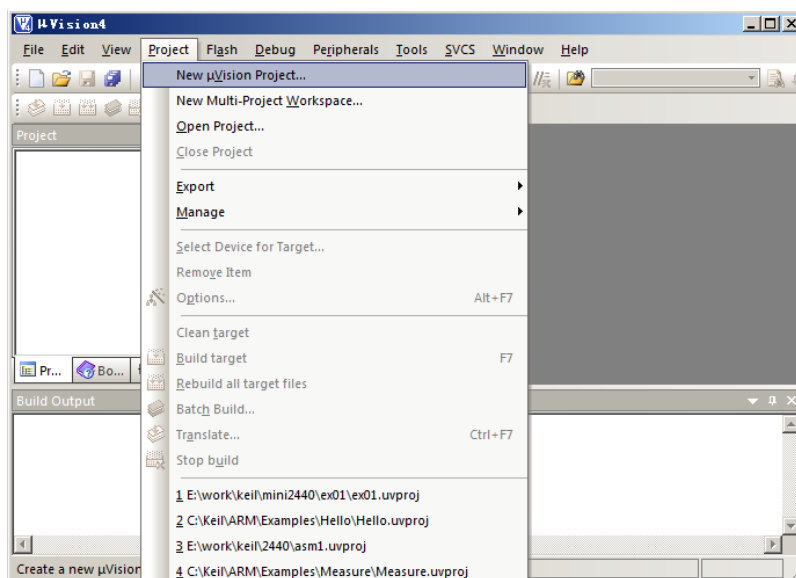 µVision4
File Edit View Project Flash Debug Peripherals Tools SVCS Window Help
New µVision Project...
New Multi-Project Workspace...
Open Project...
Close Project
Export
Manage
Select Device for Target...
Remove Item
Options... Alt+F7
Clean target
Build target F7
Rebuild all target files
Batch Build...
Translate... Ctrl+F7
Stop build
1 E:\work\keil\mini2440\ex01\ex01.uvproj
2 C:\Keil\ARM\Examples\Hello\Hello.uvproj
3 E:\work\keil\2440\asm1.uvproj
4 C:\Keil\ARM\Examples\Measure\Measure.uvproj
Project
Pr... Bo...
Build Output
Create a new µVision